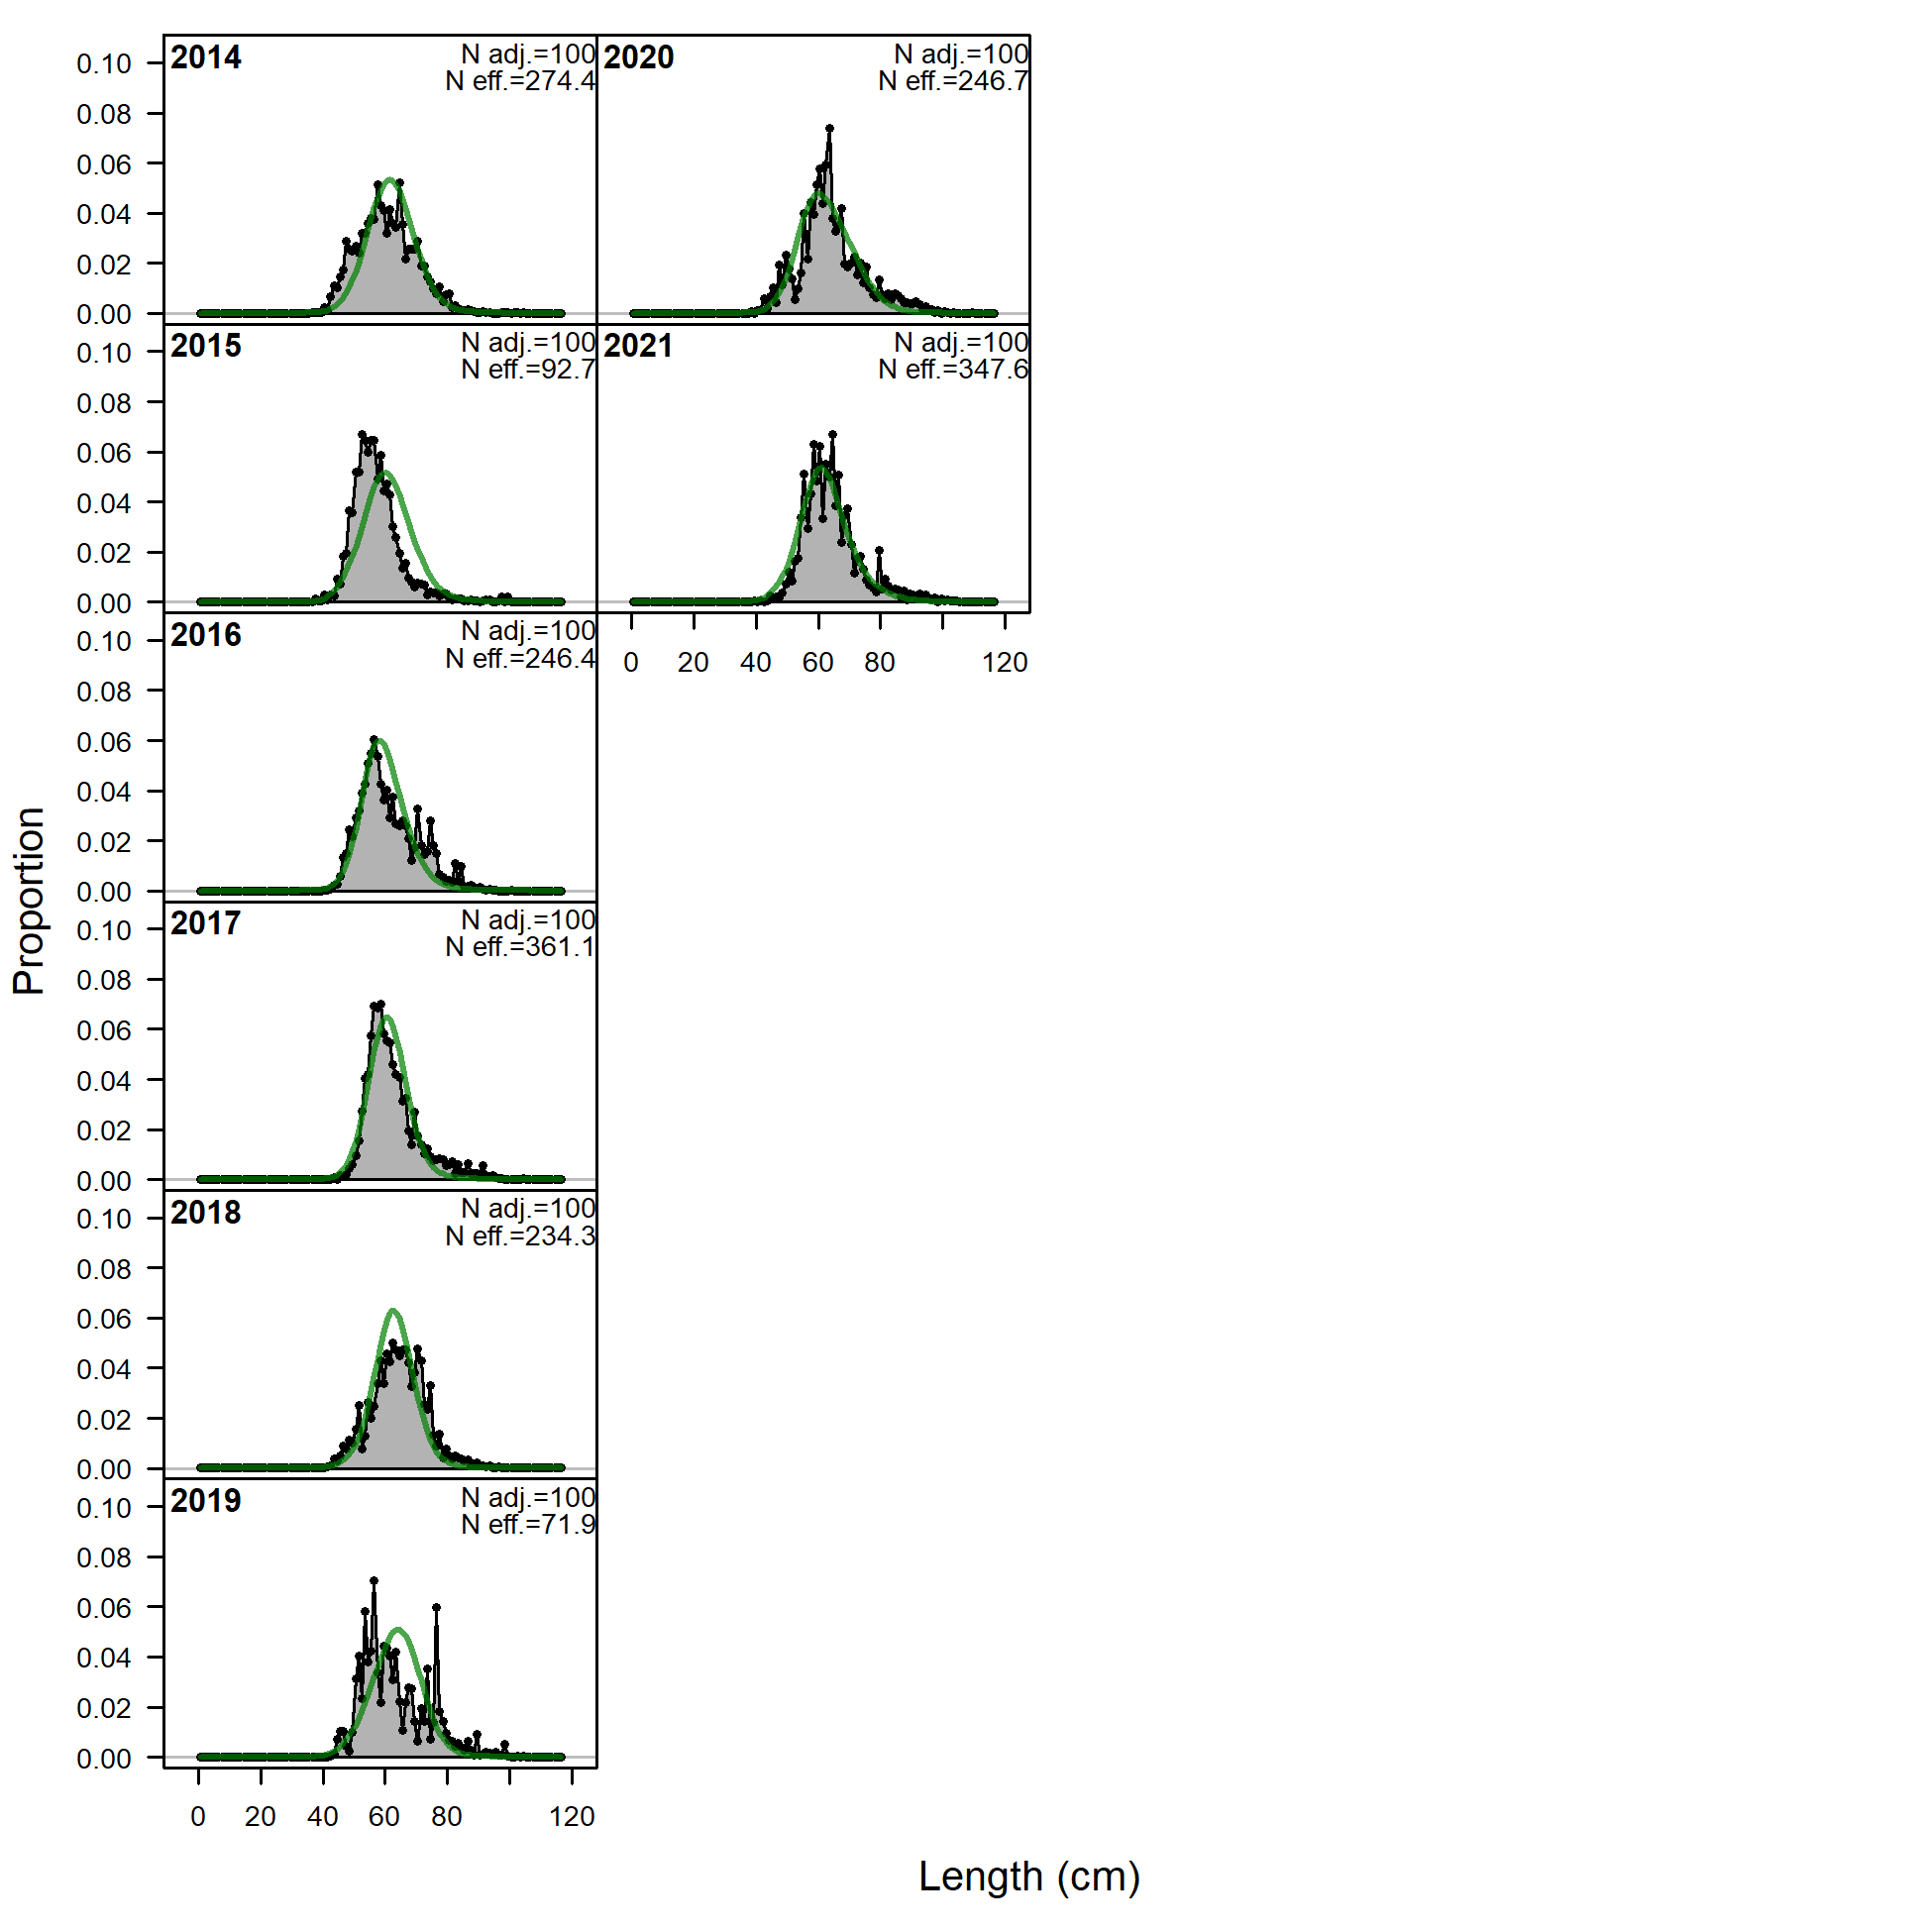 Proportion
2014
N adj.=100
N eff.=274.4
0.10
0.08
0.06
0.04
0.02
0.00
2015
N adj.=100
N eff.=92.7
0.10
0.08
0.06
0.04
0.02
0.00
2016
N adj.=100
N eff.=246.4
0.10
0.08
0.06
0.04
0.02
0.00
2017
N adj.=100
N eff.=361.1
0.10
0.08
0.06
0.04
0.02
0.00
2018
N adj.=100
N eff.=234.3
0.10
0.08
0.06
0.04
0.02
0.00
2019
N adj.=100
N eff.=71.9
0.10
0.08
0.06
0.04
0.02
0.00
0 20 40 60 80 120
2020
N adj.=100
N eff.=246.7
2021
N adj.=100
N eff.=347.6
0 20 40 60 80 120
Length (cm)